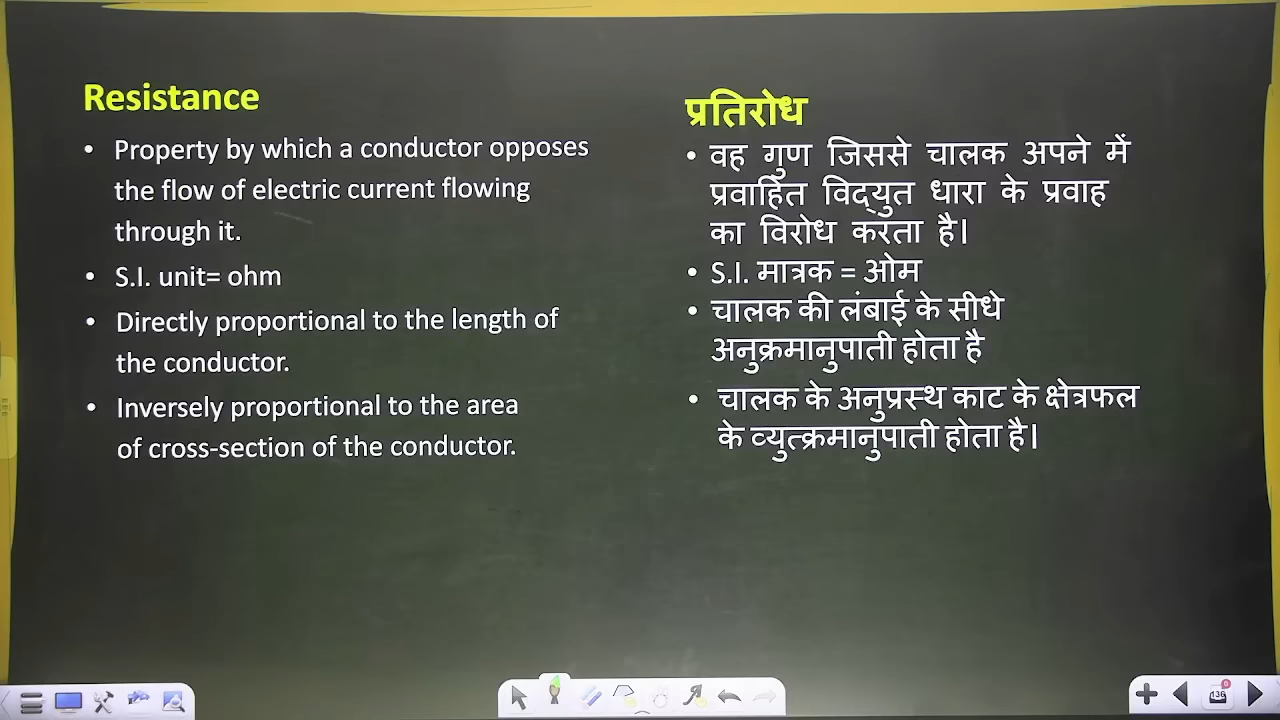 Resistance
• Property by which a conductor opposes
the flow of electric current flowing
through it.
• S.I. unit= ohm
• Directly proportional to the length of
the conductor.
• Inversely proportional to the area
of cross-section of the conductor.
प्रतिरोध
• वह गुण जिससे चालक अपने में
प्रवाहित विद्युत धारा के प्रवाह
का विरोध करता है।
• S.I. मात्रक = ओम
• चालक की लंबाई के सीधे
अनुक्रमानुपाती होता है
• चालक के अनुप्रस्थ काट के क्षेत्रफल
के व्युत्क्रमानुपाती होता है।
136